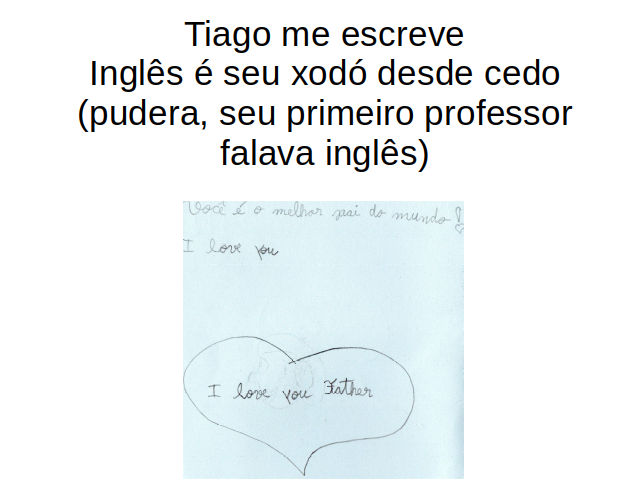 Tiago me escreve
Inglês é seu xodó desde cedo
(pudera, seu primeiro professor
falava inglês)
Você é o melhor pai do mundo
I love you
I love you Father